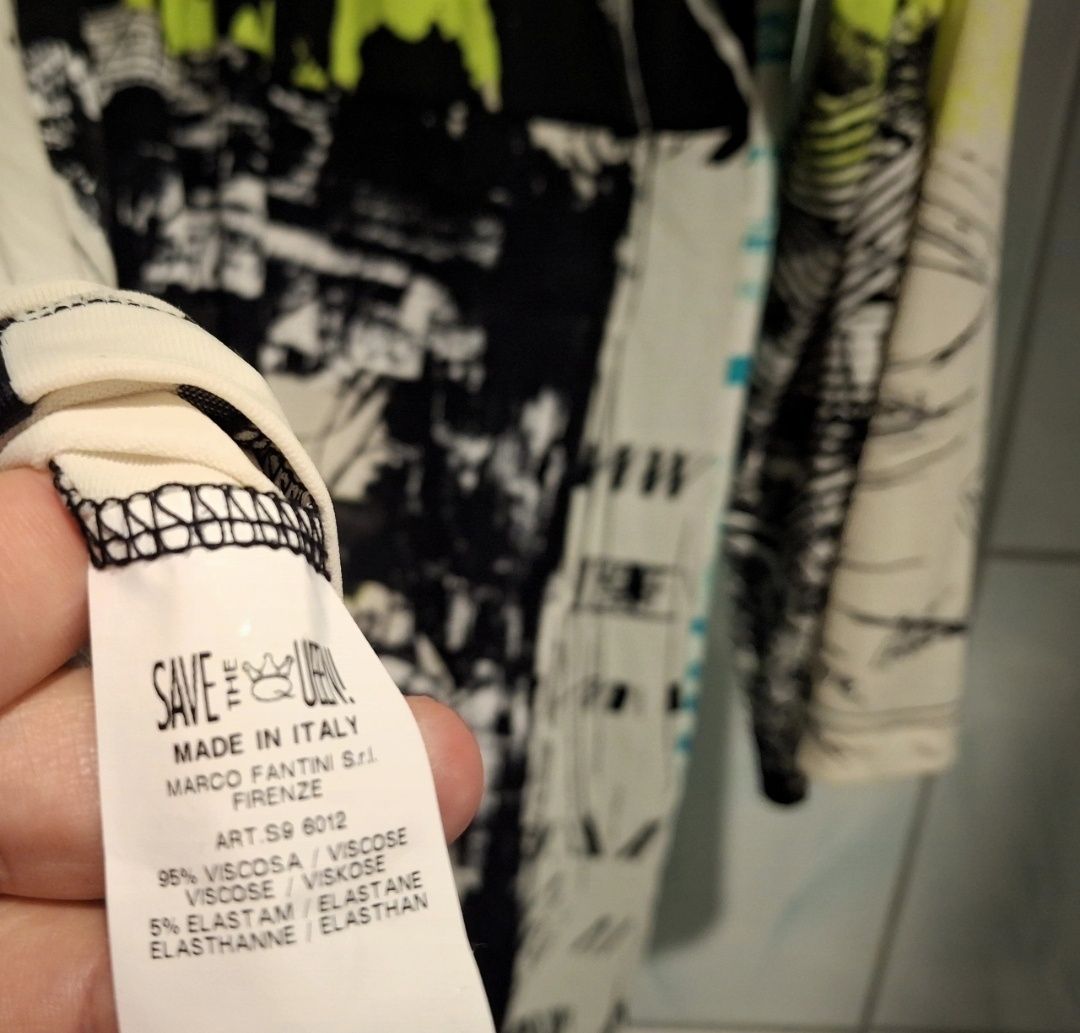 SAVE THE QUEEN!
MADE IN ITALY
MARCO FANTINI S.r.l.
FIRENZE
ART.S9 6012
95% VISCOSA / VISCOSE
VISCOSE / VISKOSE
5% ELASTAM / ELASTANE
ELASTHANNE / ELASTHAN